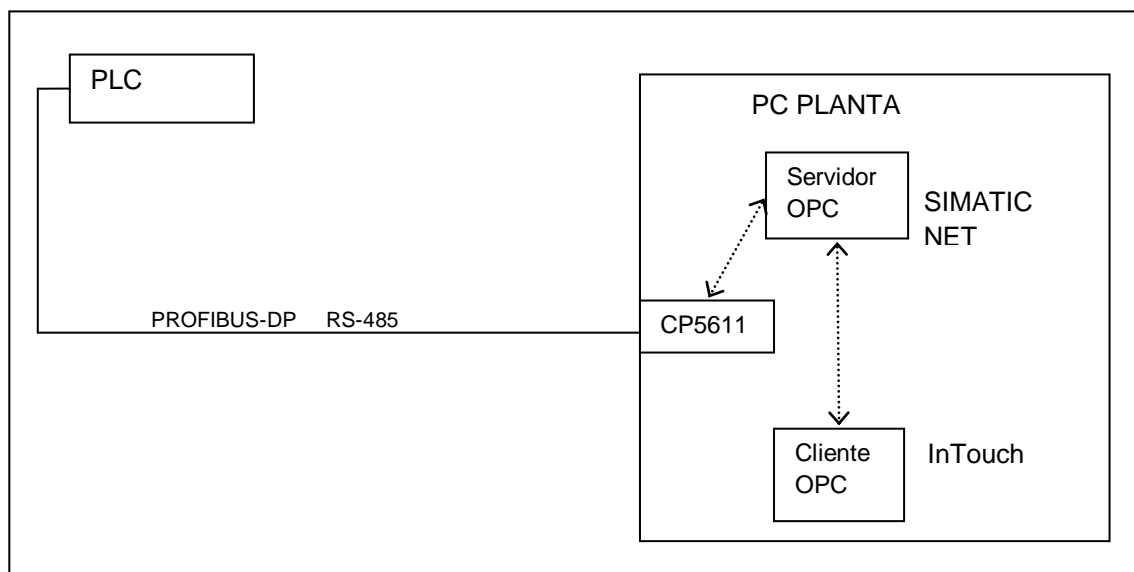 PLC
PC PLANTA
Servidor
OPC
SIMATIC
NET
PROFIBUS-DP RS-485
CP5611
Cliente
OPC
InTouch